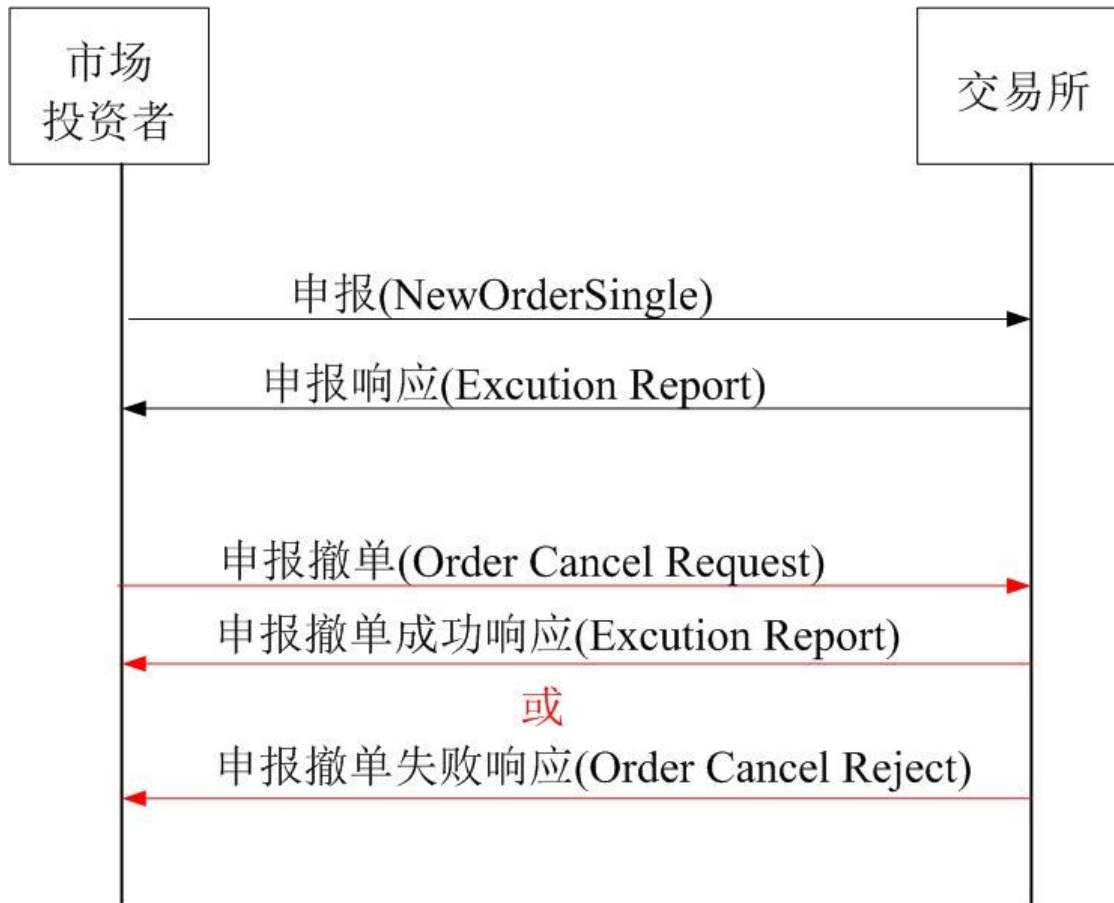 市场
投资者
交易所
申报(NewOrderSingle)
申报响应(Excution Report)
申报撤单(Order Cancel Request)
申报撤单成功响应(Excution Report)
或
申报撤单失败响应(Order Cancel Reject)